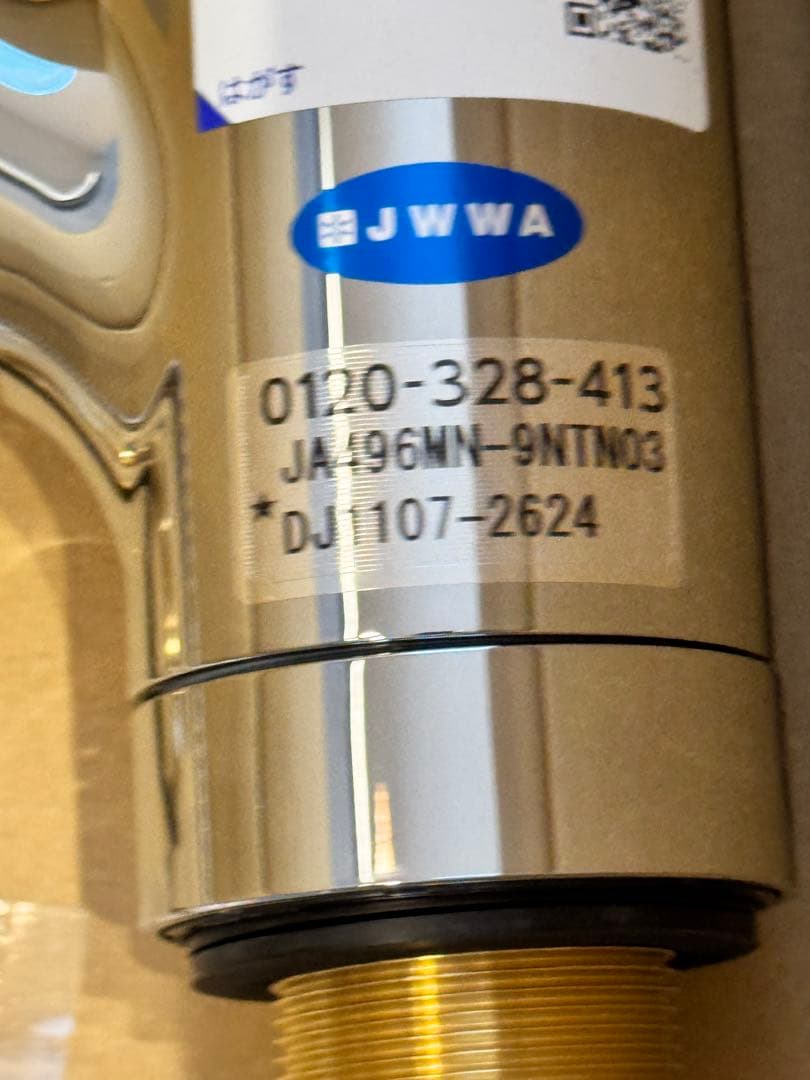 はがす
JWWA
0120-328-413
JA496MN-9NTN03
*DJ1107-2624